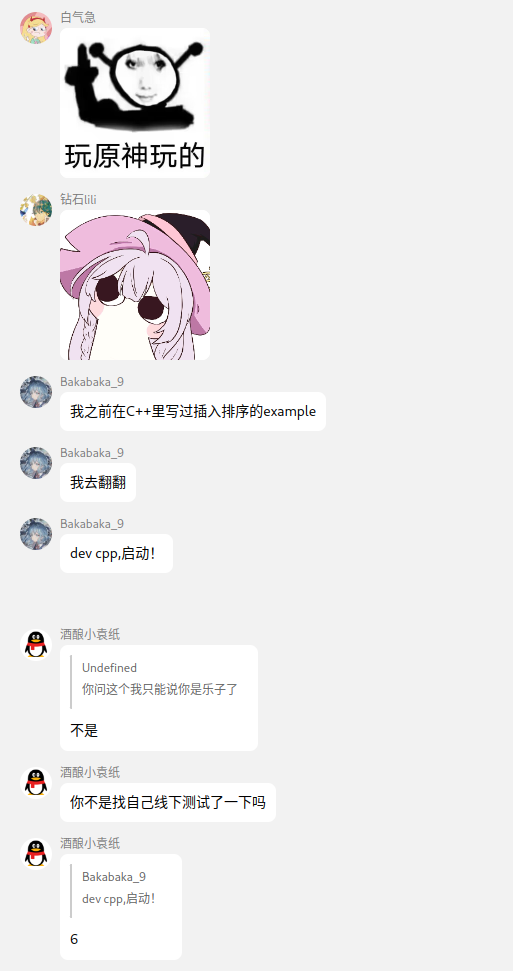 白气急
玩原神玩的
钻石lili
Bakabaka_9
我之前在C++里写过插入排序的example
Bakabaka_9
我去翻翻
Bakabaka_9
dev cpp,启动！
酒酿小袁纸
Undefined
你问这个我只能说你是乐子了
不是
酒酿小袁纸
你不是找自己线下测试了一下吗
酒酿小袁纸
Bakabaka_9
dev cpp,启动！
6